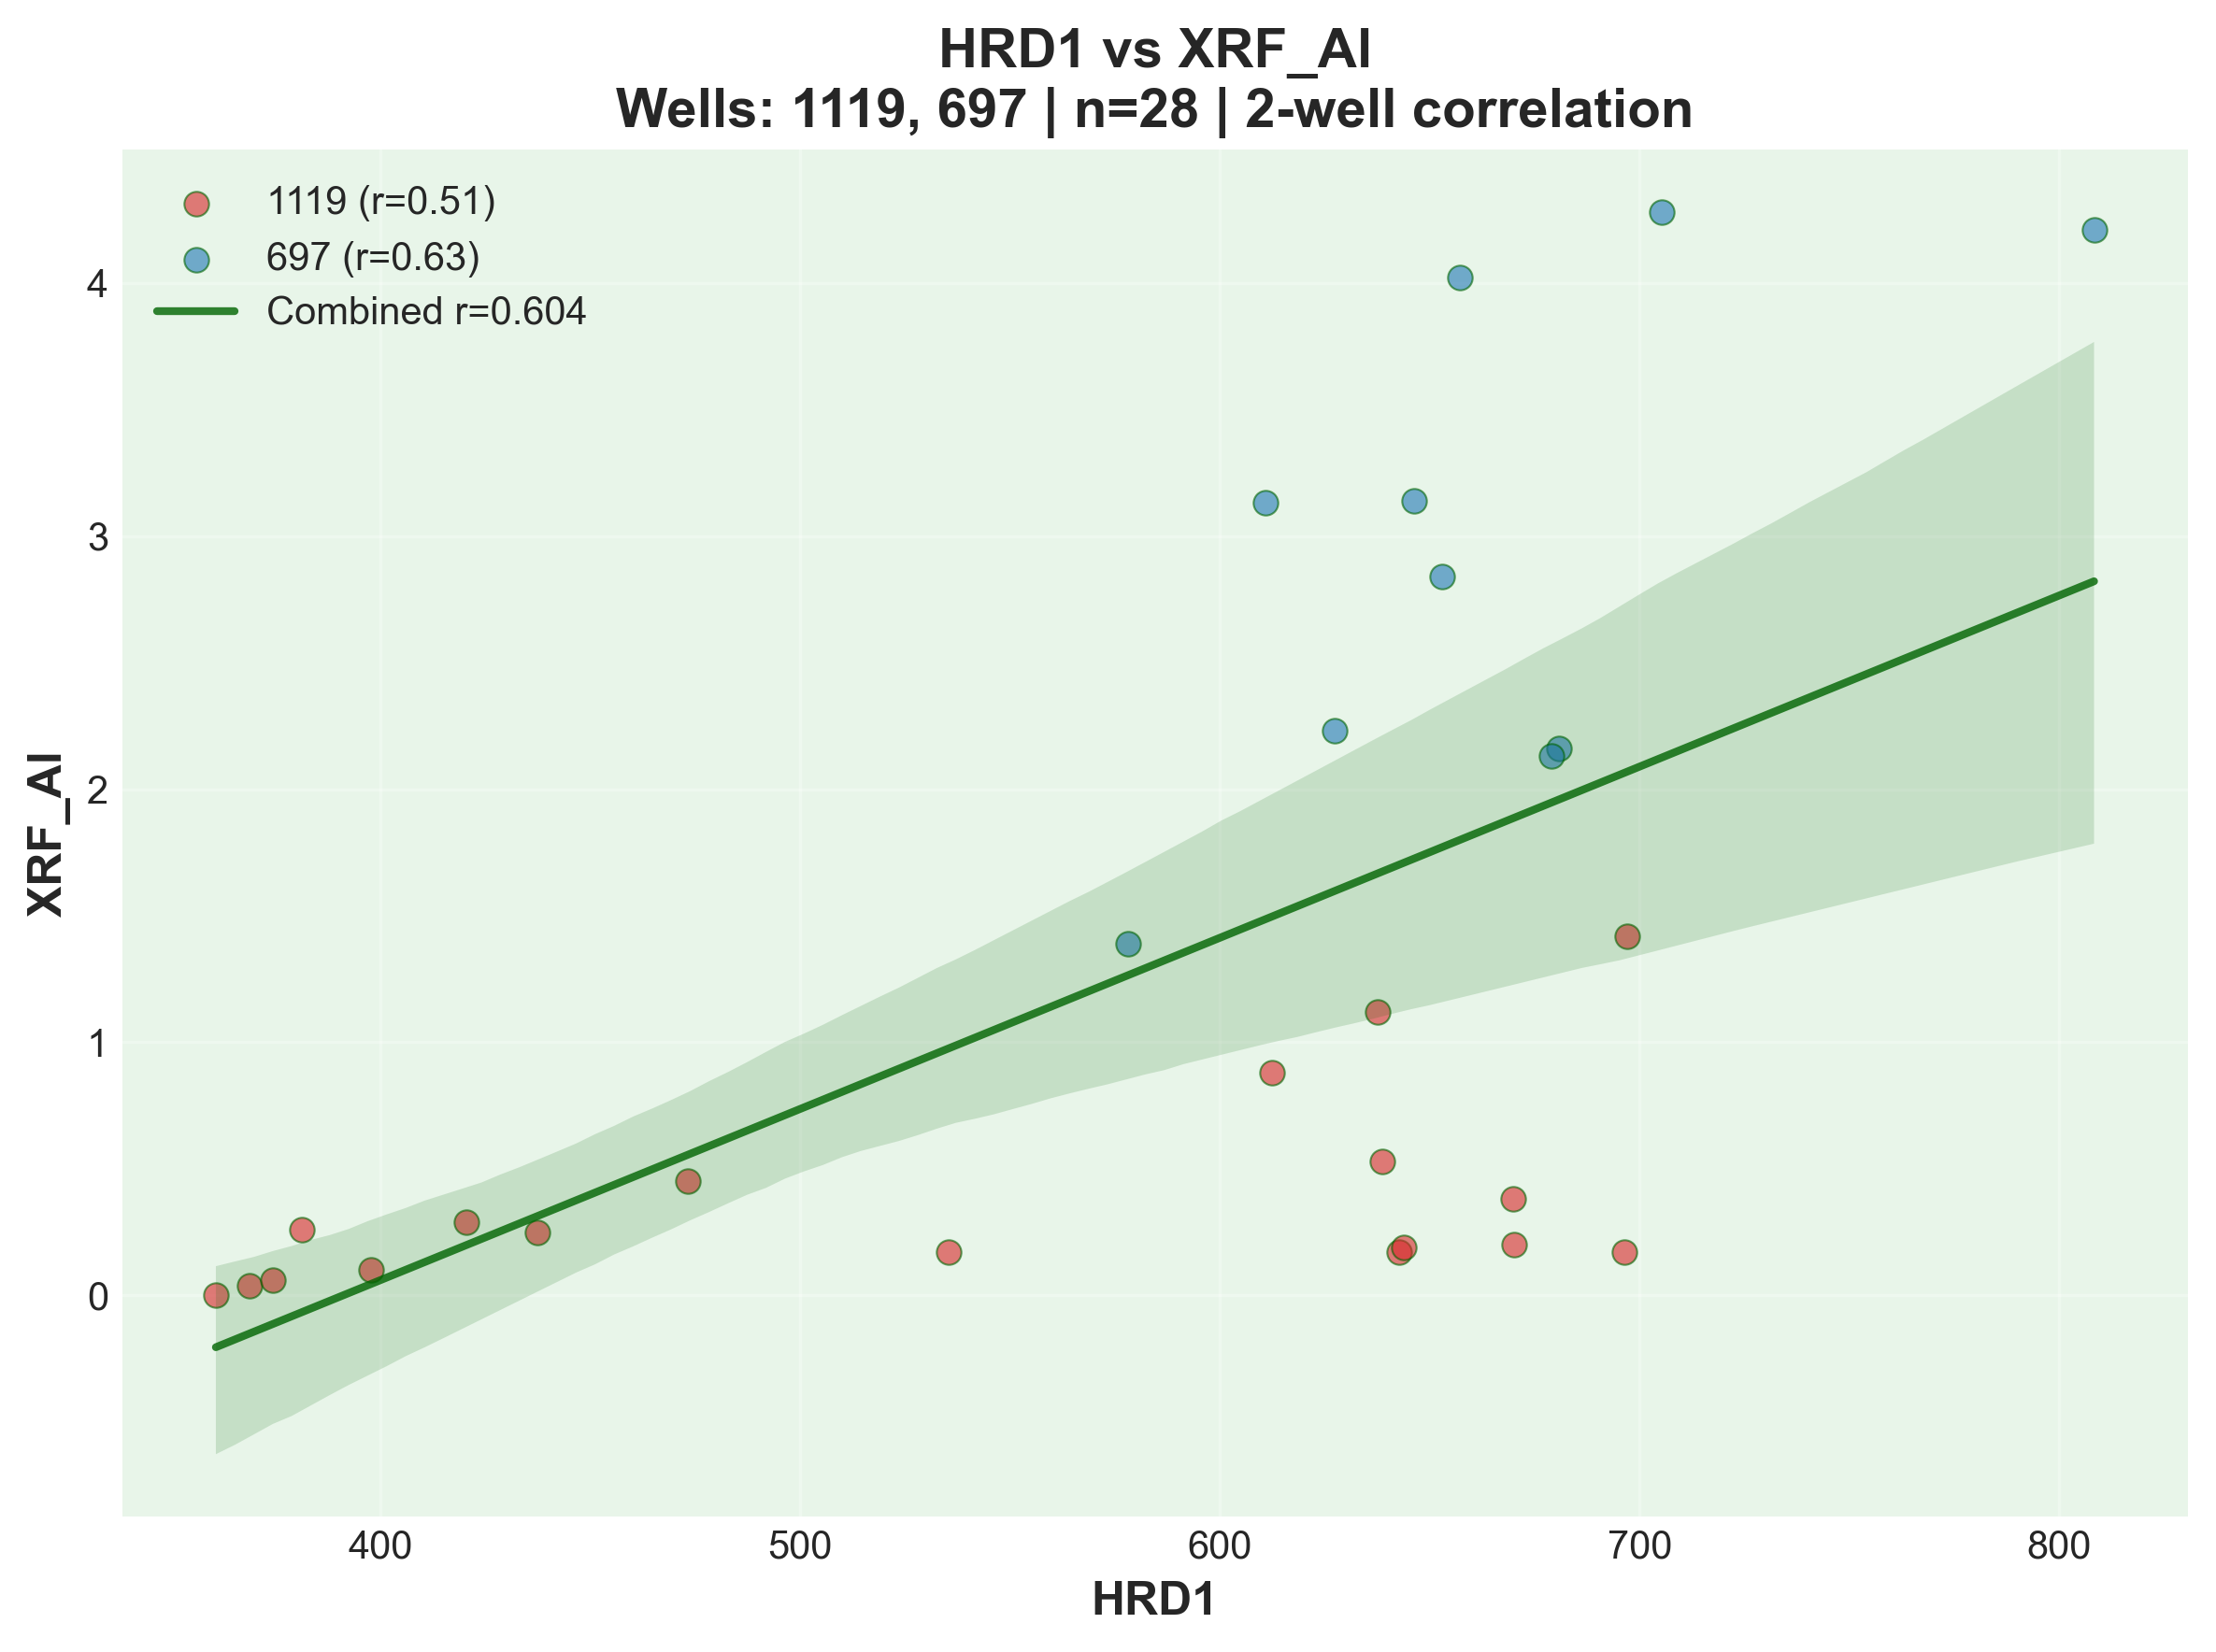 HRD1 vs XRF_Al
Wells: 1119, 697 | n=28 | 2-well correlation
1119 (r=0.51)
697 (r=0.63)
Combined r=0.604
XRF_Al
4
3
2
1
0
400
500
600
700
800
HRD1